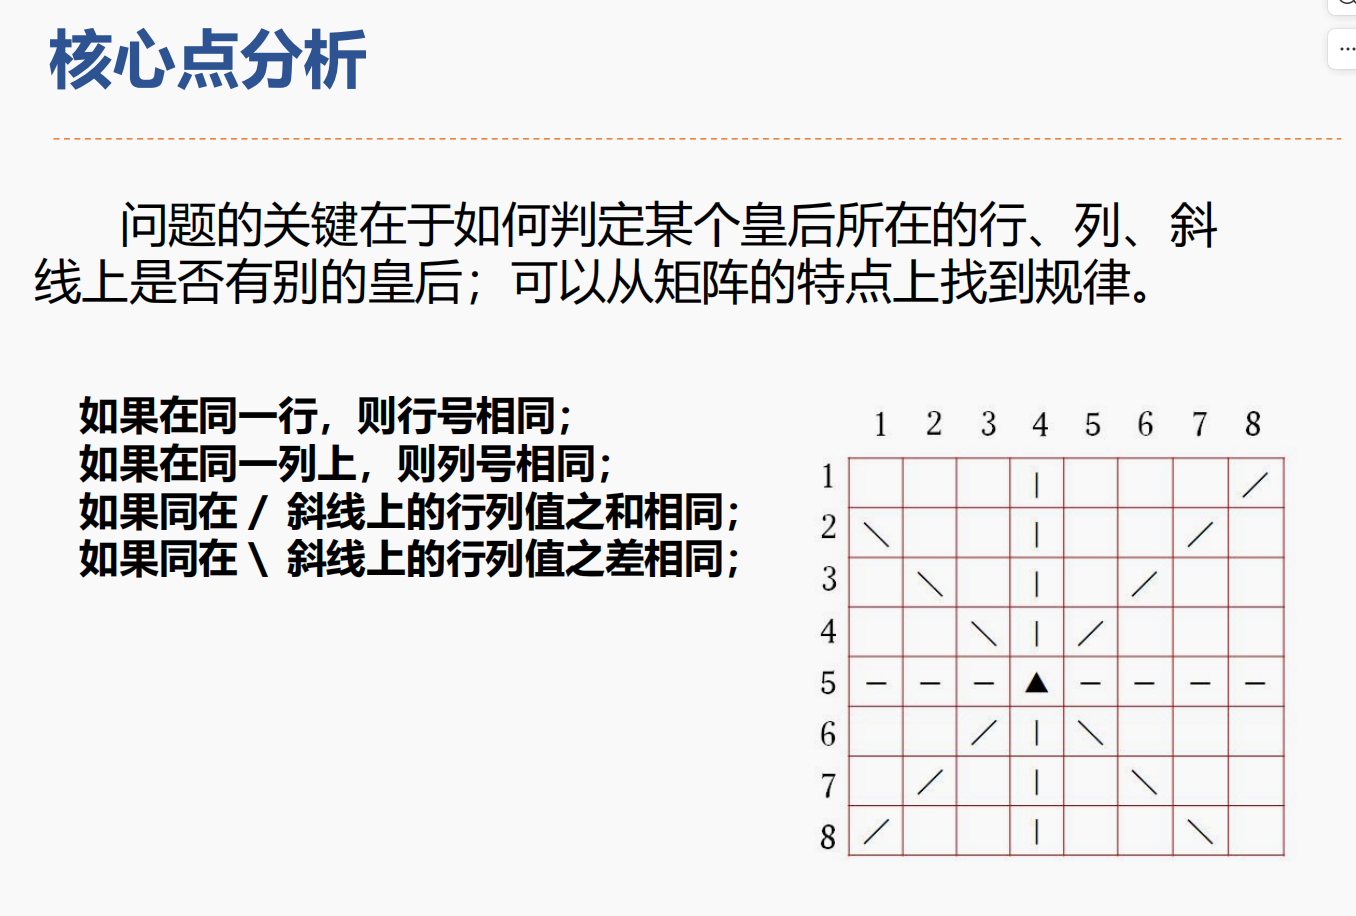 核心点分析
问题的关键在于如何判定某个皇后所在的行、列、斜
线上是否有别的皇后；可以从矩阵的特点上找到规律。
如果在同一行，则行号相同；
如果在同一列上，则列号相同；
如果同在 / 斜线上的行列值之和相同；
如果同在 \ 斜线上的行列值之差相同；
1 2 3 4 5 6 7 8
1
2
3
4
5
6
7
8